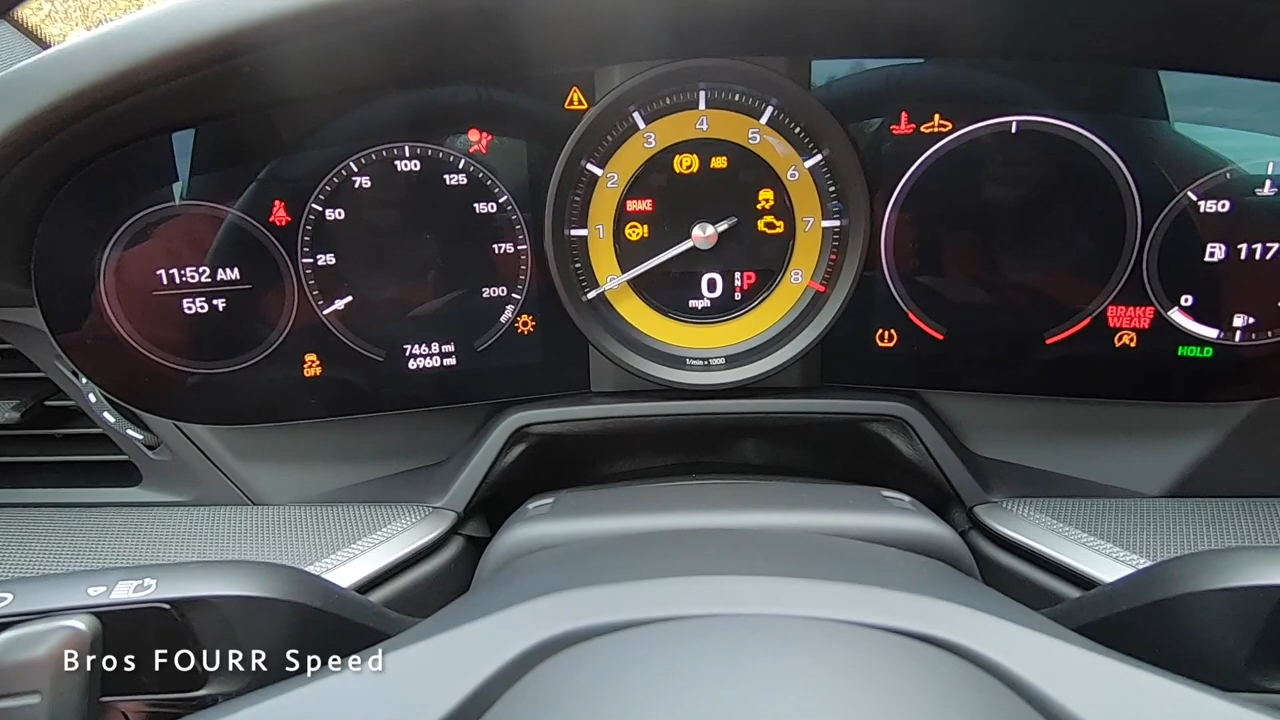 11:52 AM
55 °F
OFF
0
25
50
75
100
125
150
175
200
mph
746.8 mi
6960 mi
0
1
2
3
4
5
6
7
8
P
ABS
BRAKE
0
mph
R
N
D
P
1/min × 1000
BRAKE
WEAR
HOLD
150
117
0
Bros FOURR Speed